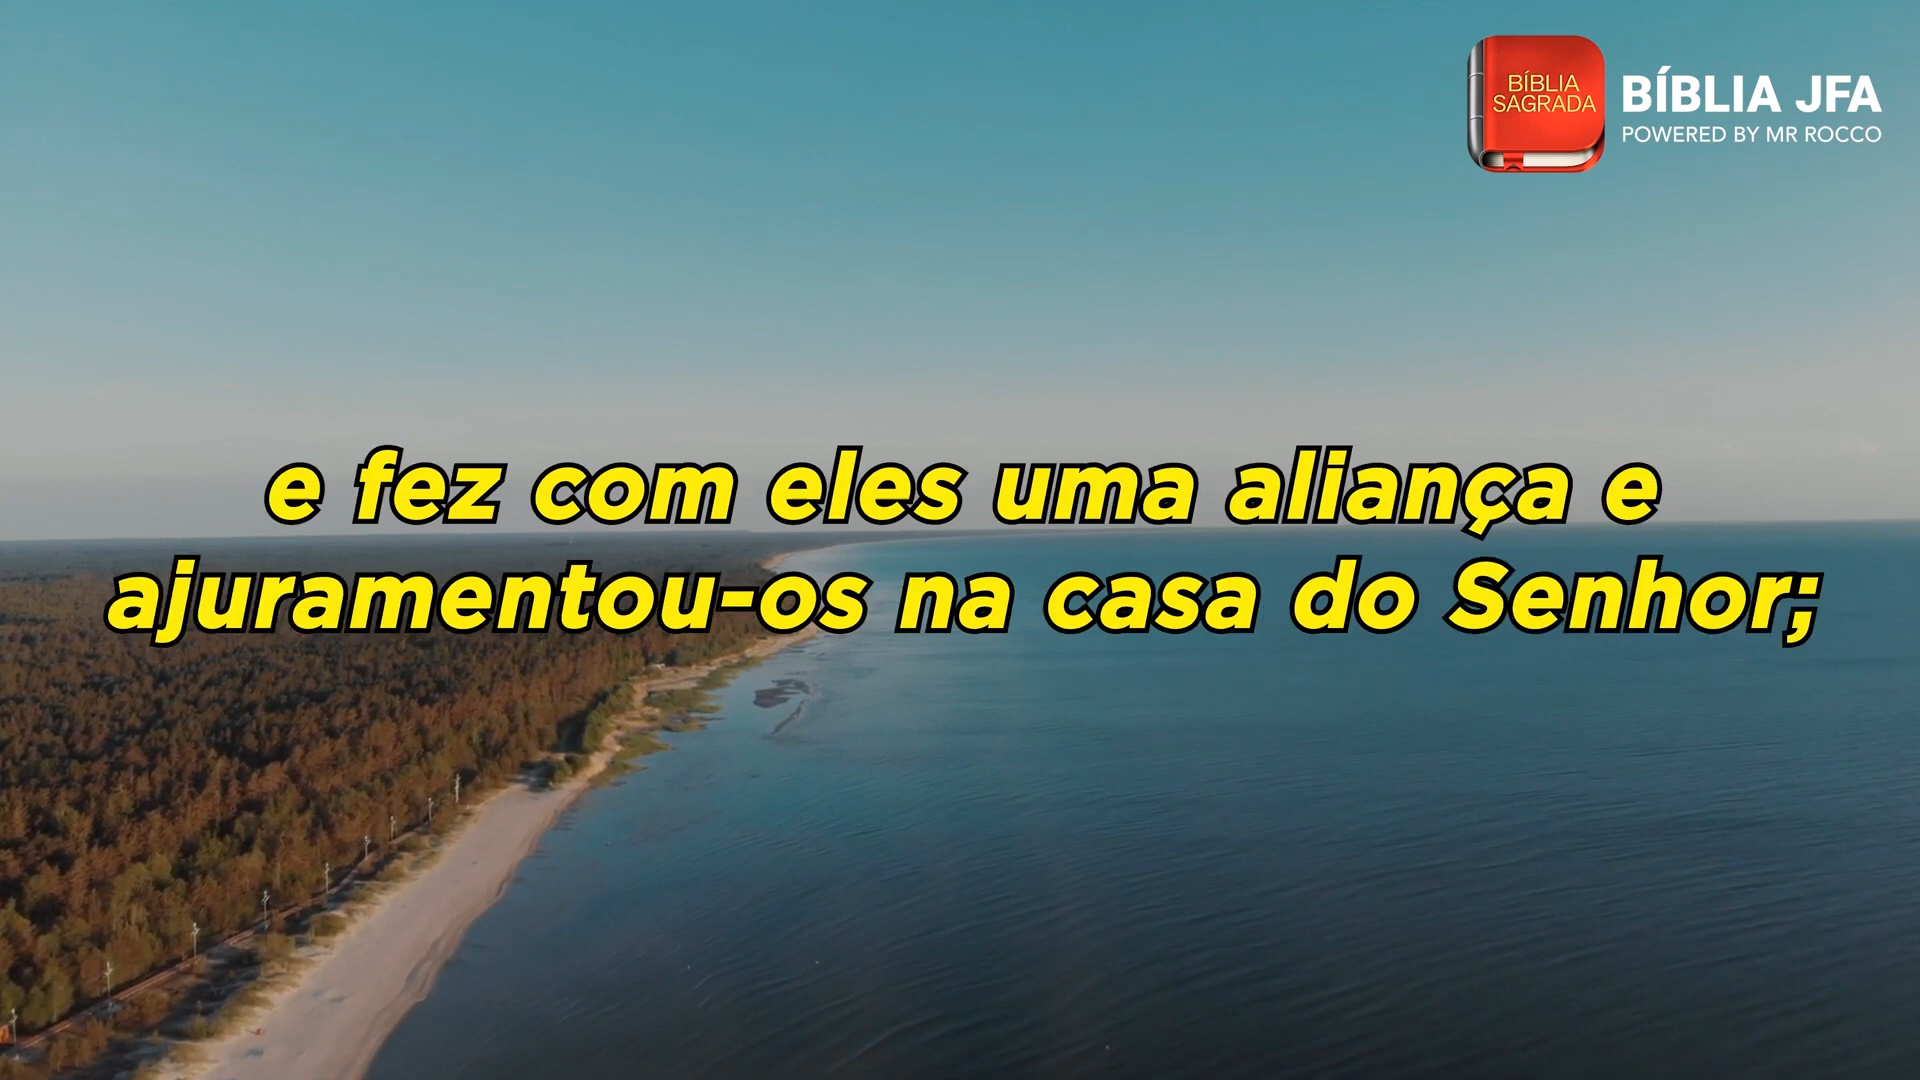 BÍBLIA
SAGRADA
BÍBLIA JFA
POWERED BY MR ROCCO
e fez com eles uma aliança e
ajuramentou-os na casa do Senhor;